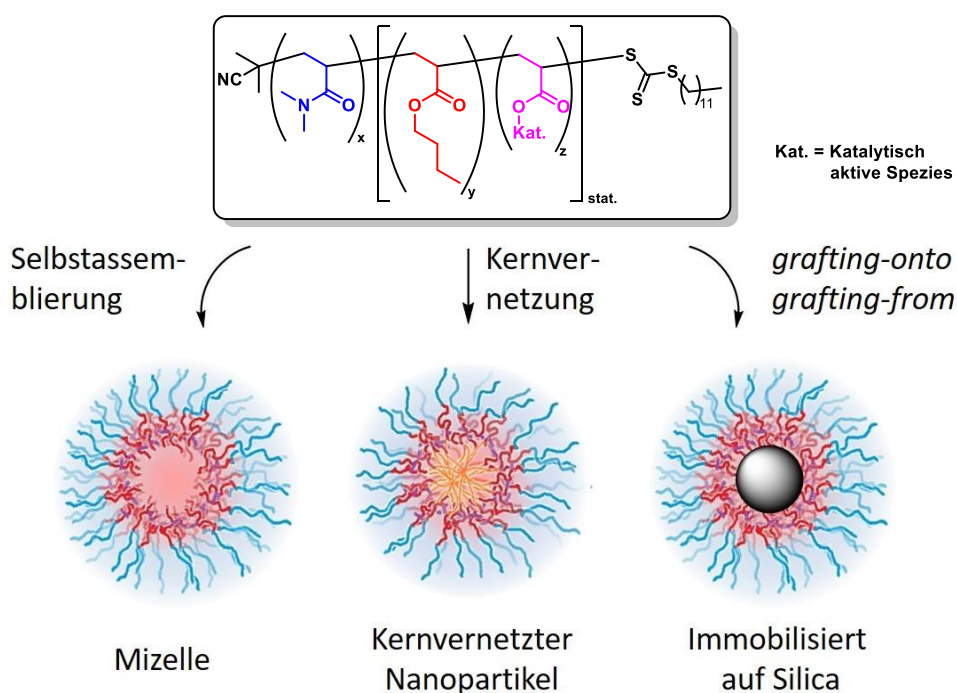 NC
N
O
x
O
O
y
O
O
Kat.
z
stat.
S
S
S
11
Kat. = Katalytisch
aktive Spezies
Selbstassem-
blierung
Kernver-
netzung
grafting-onto
grafting-from
Mizelle
Kernvernetzter
Nanopartikel
Immobilisiert
auf Silica